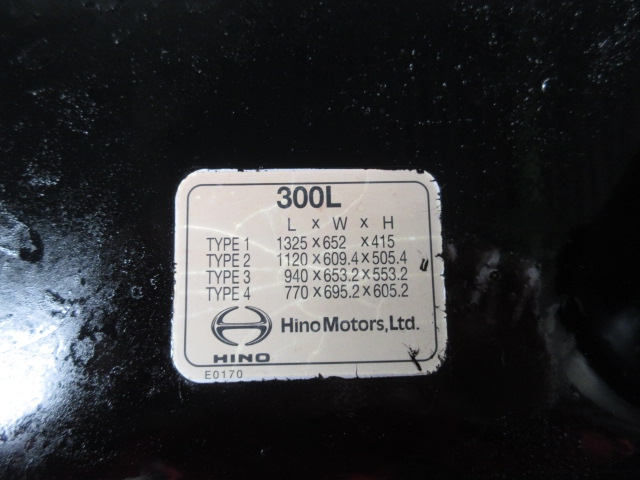 300L
L x W x H
TYPE 1 1325×652 ×415
TYPE 2 1120×609.4×505.4
TYPE 3 940×653.2×553.2
TYPE 4 770×695.2×605.2
HINO
Hino Motors, Ltd.
E0170